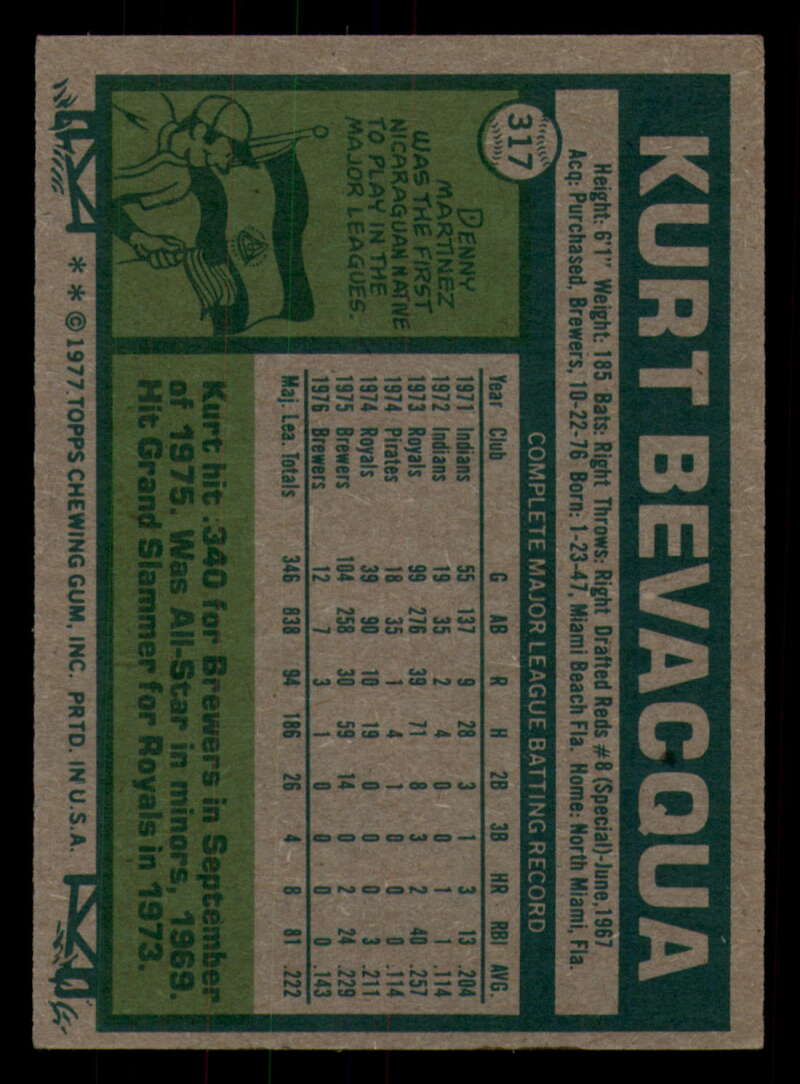 317
KURT BEVACQUA
Height: 6'1" Weight: 185 Bats: Right Throws: Right Drafted Reds #8 (Special)-June, 1967
Acq: Purchased, Brewers, 10-22-76 Born: 1-23-47, Miami Beach Fla. Home: North Miami, Fla.
DENNY
MARTINEZ
WAS THE FIRST
NICARAGUAN NATIVE
TO PLAY IN THE
MAJOR LEAGUES.
COMPLETE MAJOR LEAGUE BATTING RECORD
Year Club G AB R H 2B 3B HR RBI AVG.
1971 Indians 55 137 9 28 3 1 3 13 .204
1972 Indians 19 35 2 4 0 0 1 1 .114
1973 Royals 99 276 39 71 8 3 2 40 .257
1974 Pirates 18 35 1 4 1 0 0 0 .114
1974 Royals 39 90 10 19 0 0 0 3 .211
1975 Brewers 104 258 30 59 14 0 2 24 .229
1976 Brewers 12 7 3 1 0 0 0 0 .143
Maj. Lea. Totals 346 838 94 186 26 4 8 81 .222
Kurt hit .340 for Brewers in September
of 1975. Was All-Star in minors, 1969.
Hit Grand Slammer for Royals in 1973.
* * © 1977. TOPPS CHEWING GUM, INC. PRTD. IN U.S.A.